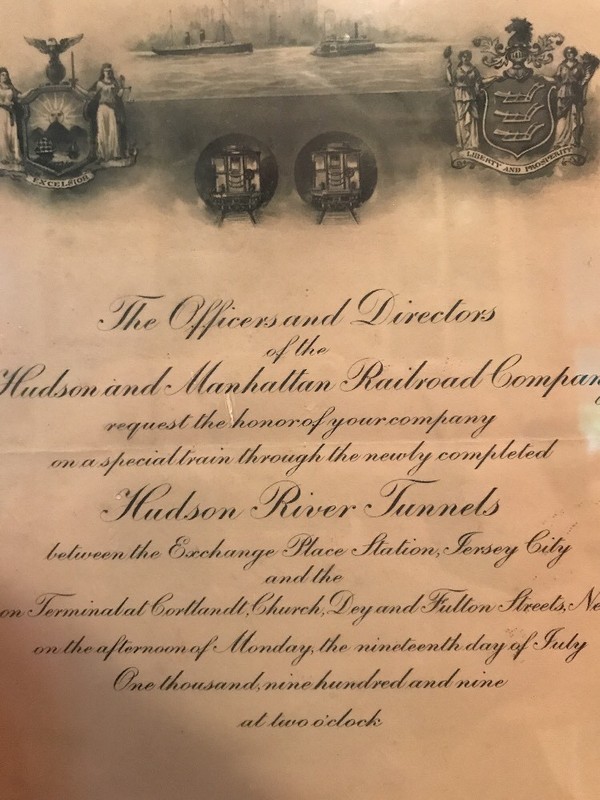 EXCELSIOR
LIBERTY AND PROSPERITY
The Officers and Directors
of the
Hudson and Manhattan Railroad Company
request the honor of your company
on a special train through the newly completed
Hudson River Tunnels
between the Exchange Place Station, Jersey City
and the
on Terminal at Cortlandt, Church, Dey and Fulton Streets, Ne
on the afternoon of Monday, the nineteenth day of July
One thousand, nine hundred and nine
at two o'clock